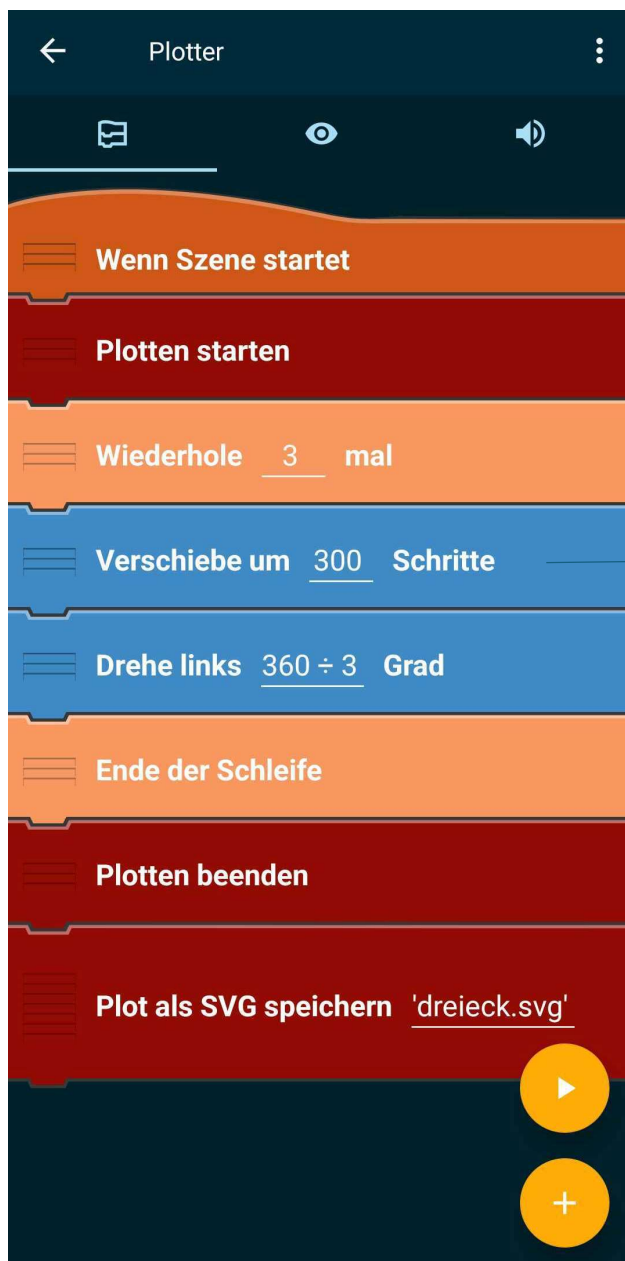 Plotter
Wenn Szene startet
Plotten starten
Wiederhole 3 mal
Verschiebe um 300 Schritte
Drehe links 360 ÷ 3 Grad
Ende der Schleife
Plotten beenden
Plot als SVG speichern 'dreieck.svg'